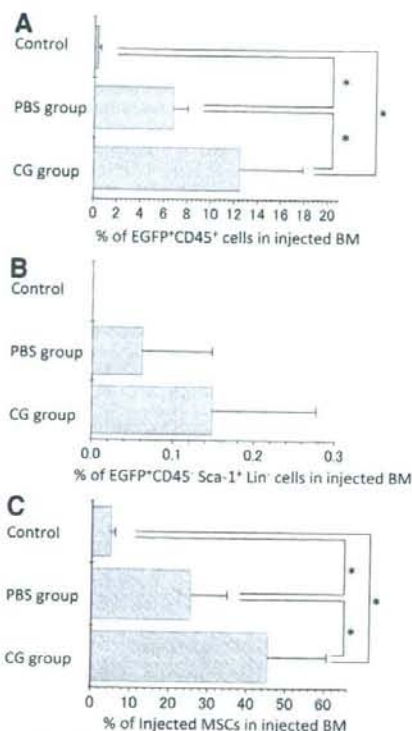 A
Control
*
PBS group
*
*
CG group
0 2 4 6 8 10 12 14 16 18 20
% of EGFP⁺CD45⁺ cells in injected BM
B
Control
PBS group
CG group
0.0 0.1 0.2 0.3
% of EGFP⁺CD45⁻ Sca-1⁺ Lin⁻ cells in injected BM
C
Control
*
PBS group
*
*
CG group
0 10 20 30 40 50 60
% of Injected MSCs in injected BM